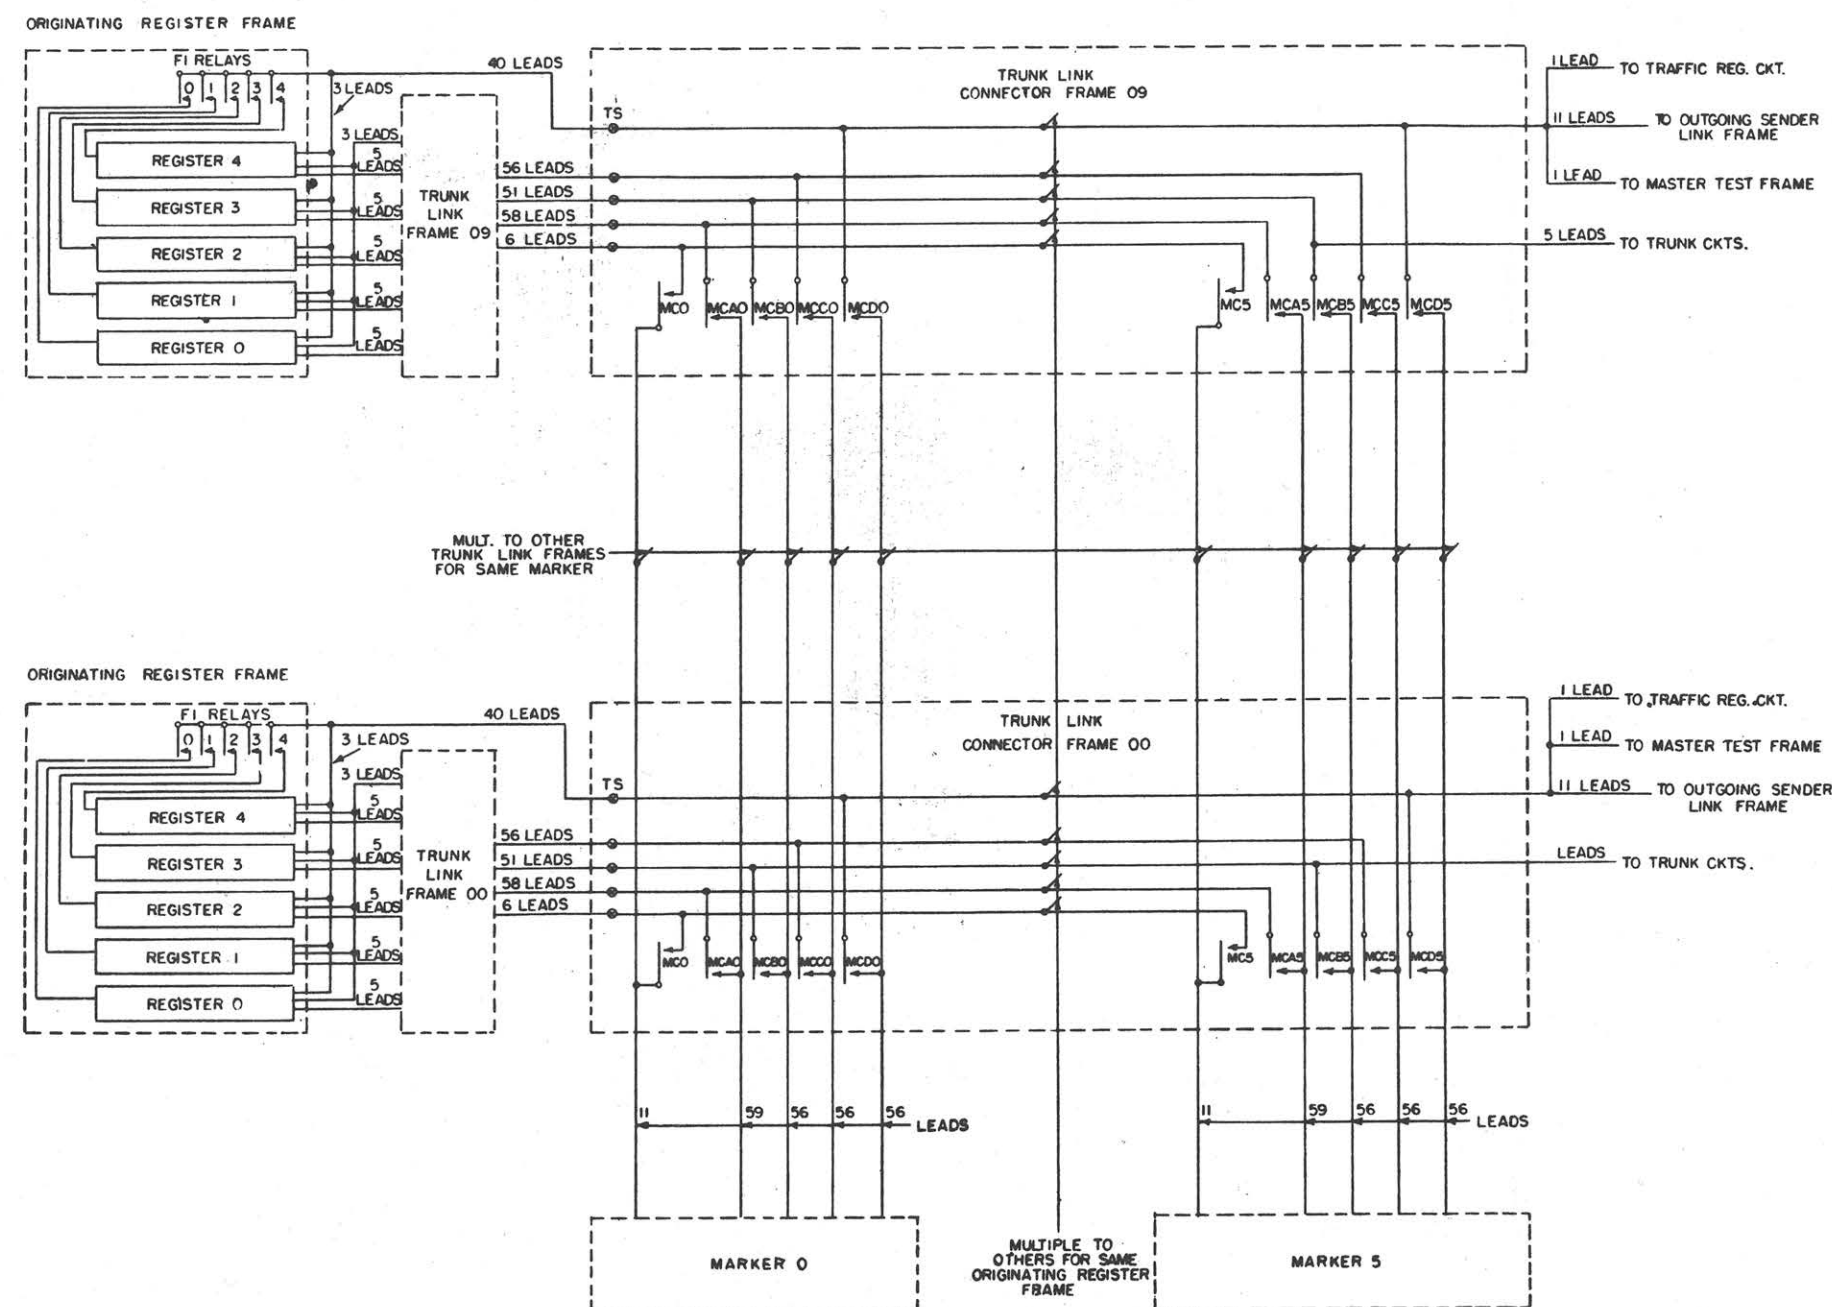 ORIGINATING REGISTER FRAME
F1 RELAYS
0 1 2 3 4
40 LEADS
3 LEADS
3 LEADS
REGISTER 4
5
LEADS
REGISTER 3
5
LEADS
REGISTER 2
5
LEADS
REGISTER 1
5
LEADS
REGISTER 0
5
LEADS
TRUNK
LINK
FRAME 09
56 LEADS
51 LEADS
58 LEADS
6 LEADS
TS
TRUNK LINK
CONNECTOR FRAME 09
MC0 MCA0 MCB0 MCC0 MCD0
MC5 MCA5 MCB5 MCC5 MCD5
1 LEAD TO TRAFFIC REG. CKT.
11 LEADS TO OUTGOING SENDER
LINK FRAME
1 LEAD TO MASTER TEST FRAME
5 LEADS TO TRUNK CKTS.
MULT. TO OTHER
TRUNK LINK FRAMES
FOR SAME MARKER
ORIGINATING REGISTER FRAME
F1 RELAYS
0 1 2 3 4
40 LEADS
3 LEADS
3 LEADS
REGISTER 4
5
LEADS
REGISTER 3
5
LEADS
REGISTER 2
5
LEADS
REGISTER 1
5
LEADS
REGISTER 0
5
LEADS
TRUNK
LINK
FRAME 00
56 LEADS
51 LEADS
58 LEADS
6 LEADS
TS
TRUNK LINK
CONNECTOR FRAME 00
MC0 MCA0 MCB0 MCC0 MCD0
MC5 MCA5 MCB5 MCC5 MCD5
1 LEAD TO TRAFFIC REG. CKT.
1 LEAD TO MASTER TEST FRAME
11 LEADS TO OUTGOING SENDER
LINK FRAME
LEADS TO TRUNK CKTS.
11 59 56 56 56 LEADS
11 59 56 56 56 LEADS
MARKER 0
MULTIPLE TO
OTHERS FOR SAME
ORIGINATING REGISTER
FRAME
MARKER 5